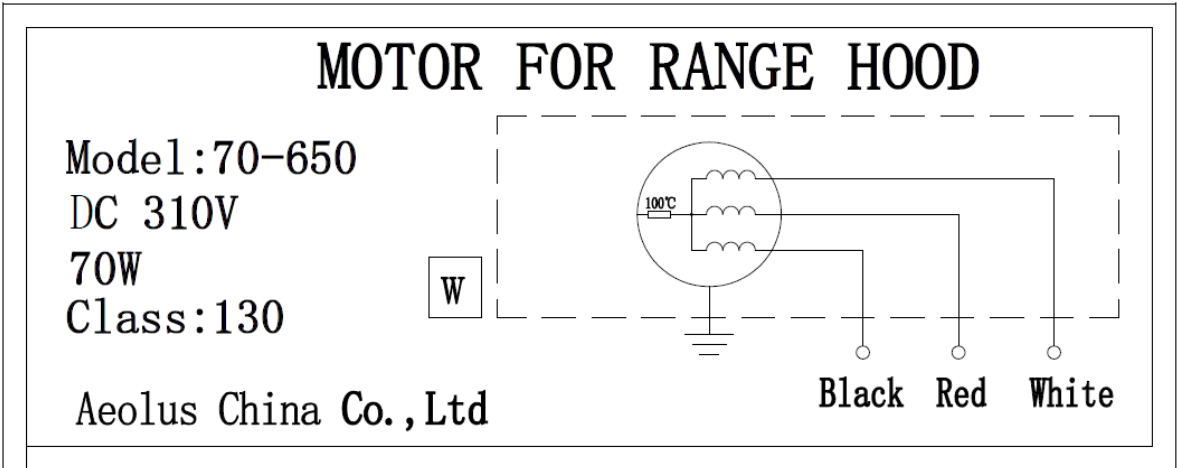 MOTOR FOR RANGE HOOD
Model:70-650
DC 310V
70W
Class:130
W
100℃
Black Red White
Aeolus China Co.,Ltd